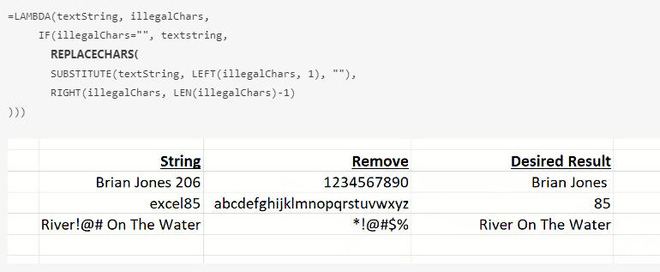 =LAMBDA(textString, illegalChars,
IF(illegalChars="", textstring,
REPLACECHARS(
SUBSTITUTE(textString, LEFT(illegalChars, 1), ""),
RIGHT(illegalChars, LEN(illegalChars)-1)
)))
String Remove Desired Result
Brian Jones 206 1234567890 Brian Jones
excel85 abcdefghijklmnopqrstuvwxyz 85
River!@# On The Water *!@#$% River On The Water